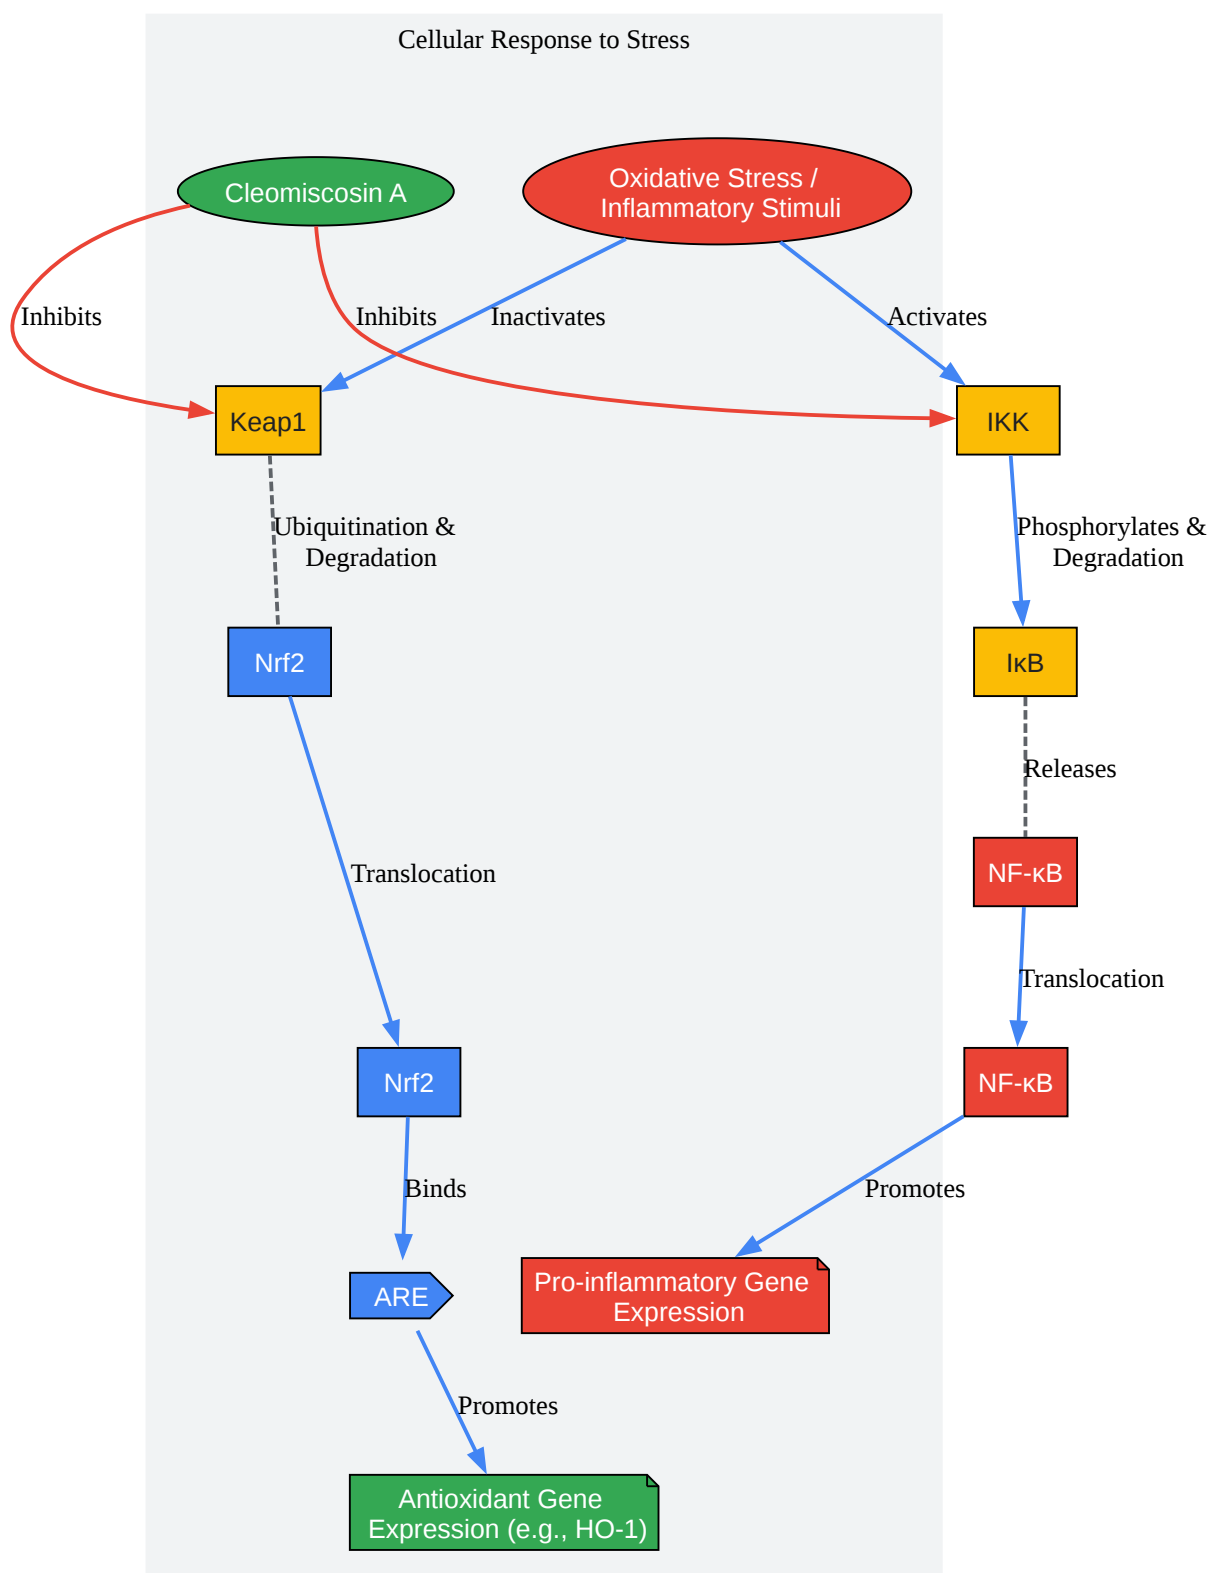 Cellular Response to Stress
Cleomiscosin A
Oxidative Stress /
Inflammatory Stimuli
Inhibits
Inhibits
Inactivates
Activates
Keap1
IKK
Ubiquitination &
Degradation
Phosphorylates &
Degradation
Nrf2
IκB
Releases
Translocation
NF-κB
Translocation
Nrf2
NF-κB
Binds
Promotes
ARE
Pro-inflammatory Gene
Expression
Promotes
Antioxidant Gene
Expression (e.g., HO-1)